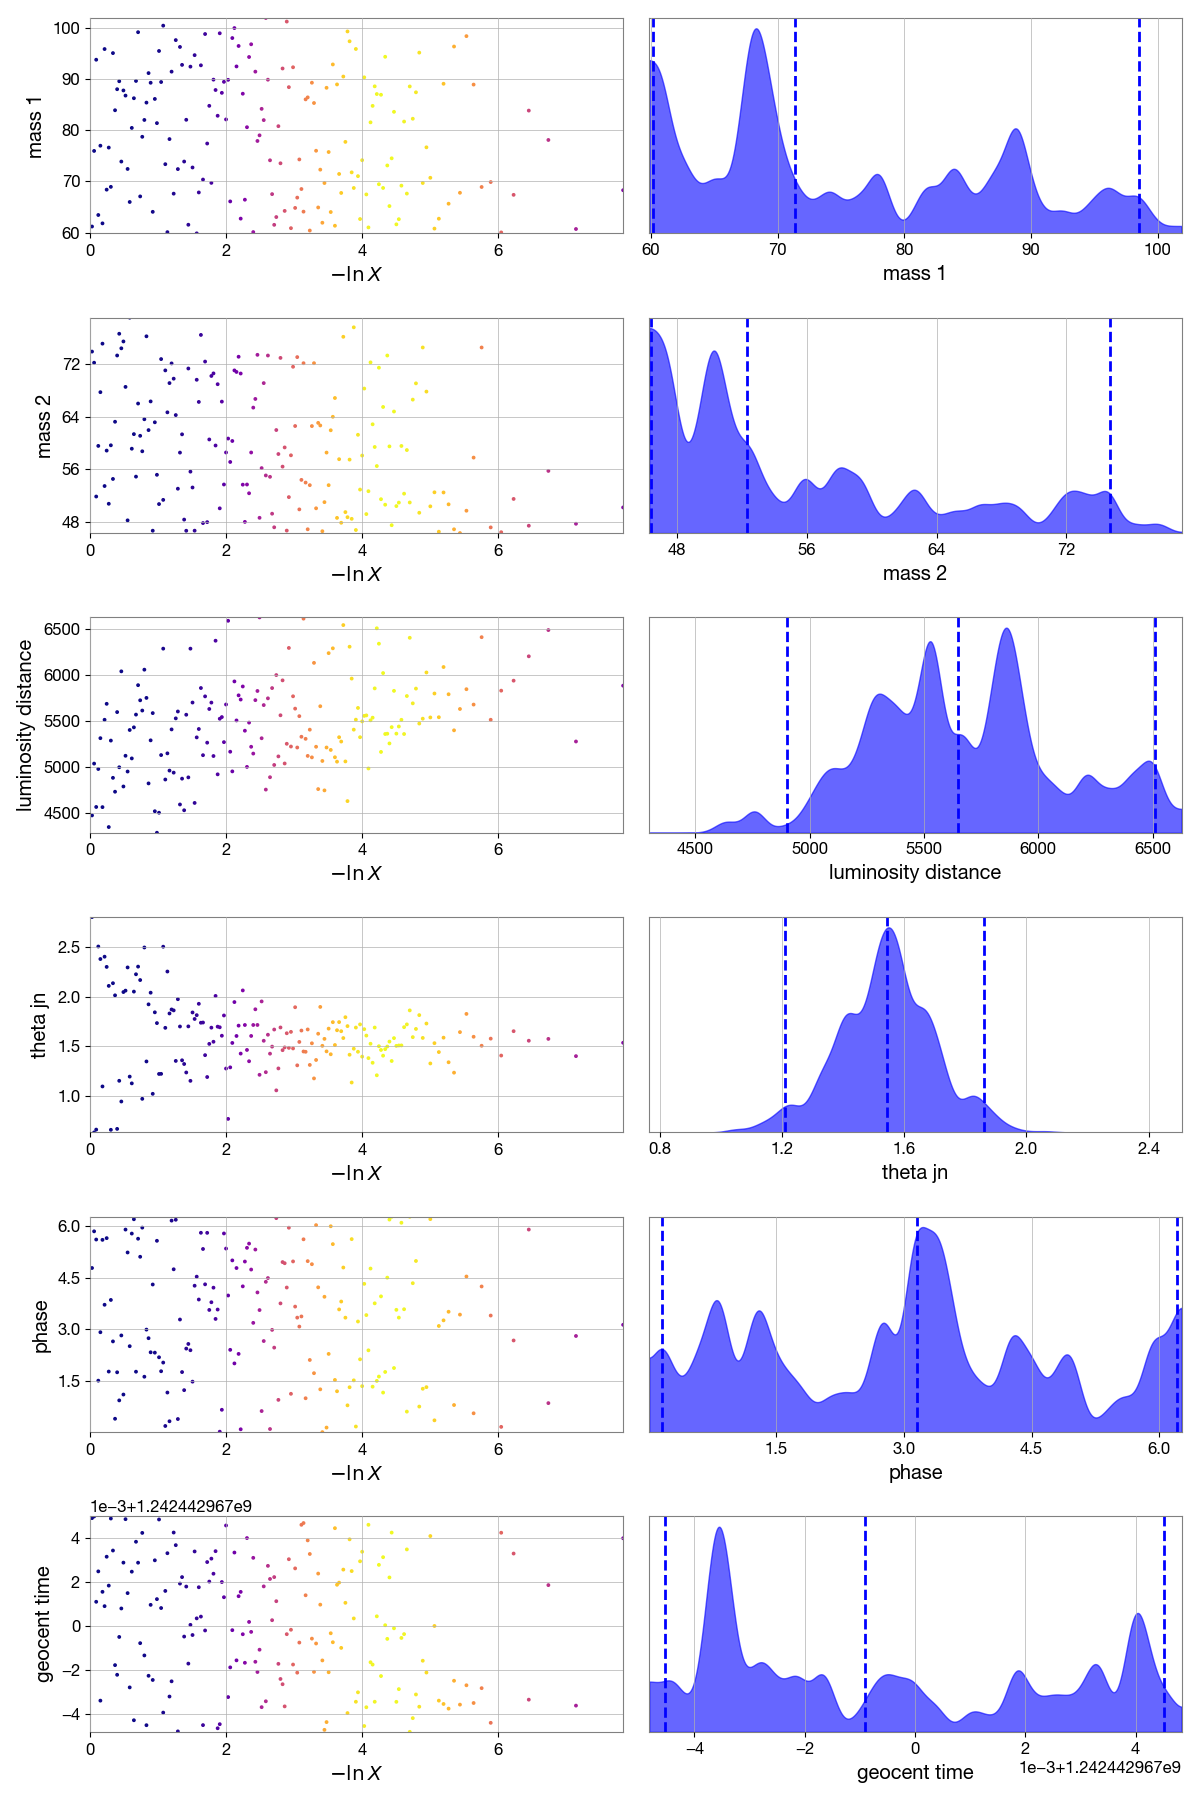 100
90
80
70
60
mass 1
0 2 4 6
−ln X
60 70 80 90 100
mass 1
72
64
56
48
mass 2
0 2 4 6
−ln X
48 56 64 72
mass 2
6500
6000
5500
5000
4500
luminosity distance
0 2 4 6
−ln X
4500 5000 5500 6000 6500
luminosity distance
2.5
2.0
1.5
1.0
theta jn
0 2 4 6
−ln X
0.8 1.2 1.6 2.0 2.4
theta jn
6.0
4.5
3.0
1.5
phase
0 2 4 6
−ln X
1.5 3.0 4.5 6.0
phase
1e−3+1.242442967e9
4
2
0
−2
−4
geocent time
0 2 4 6
−ln X
−4 −2 0 2 4
1e−3+1.242442967e9
geocent time